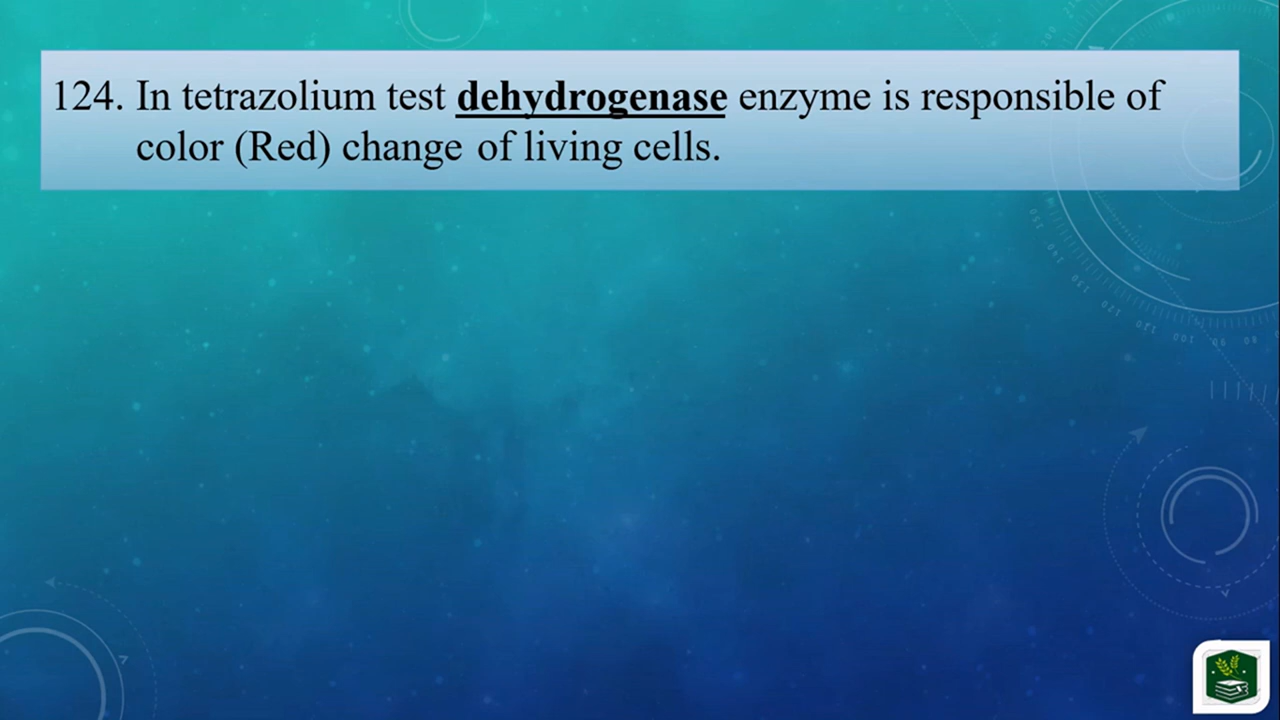 124. In tetrazolium test dehydrogenase enzyme is responsible of
color (Red) change of living cells.